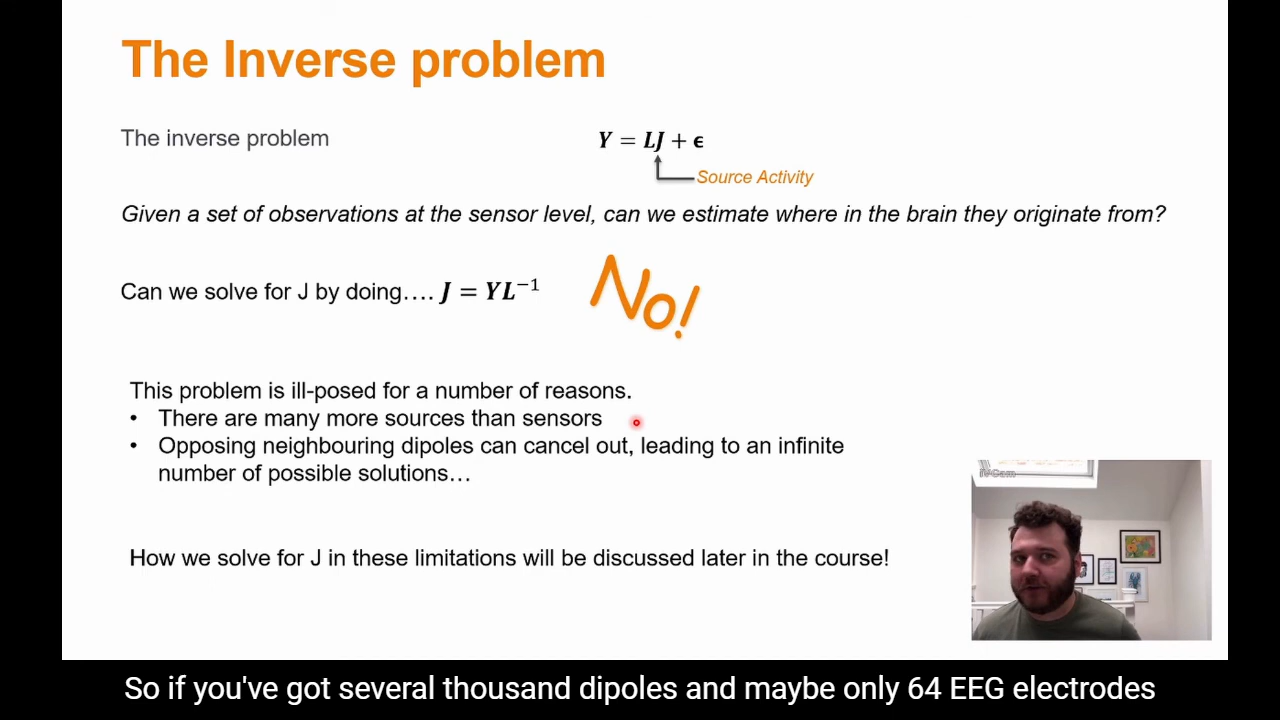 The Inverse problem
The inverse problem
Y = LJ + ϵ
Source Activity
Given a set of observations at the sensor level, can we estimate where in the brain they originate from?
Can we solve for J by doing…. J = YL⁻¹
No!
This problem is ill-posed for a number of reasons.
• There are many more sources than sensors
• Opposing neighbouring dipoles can cancel out, leading to an infinite
number of possible solutions…
How we solve for J in these limitations will be discussed later in the course!
So if you've got several thousand dipoles and maybe only 64 EEG electrodes